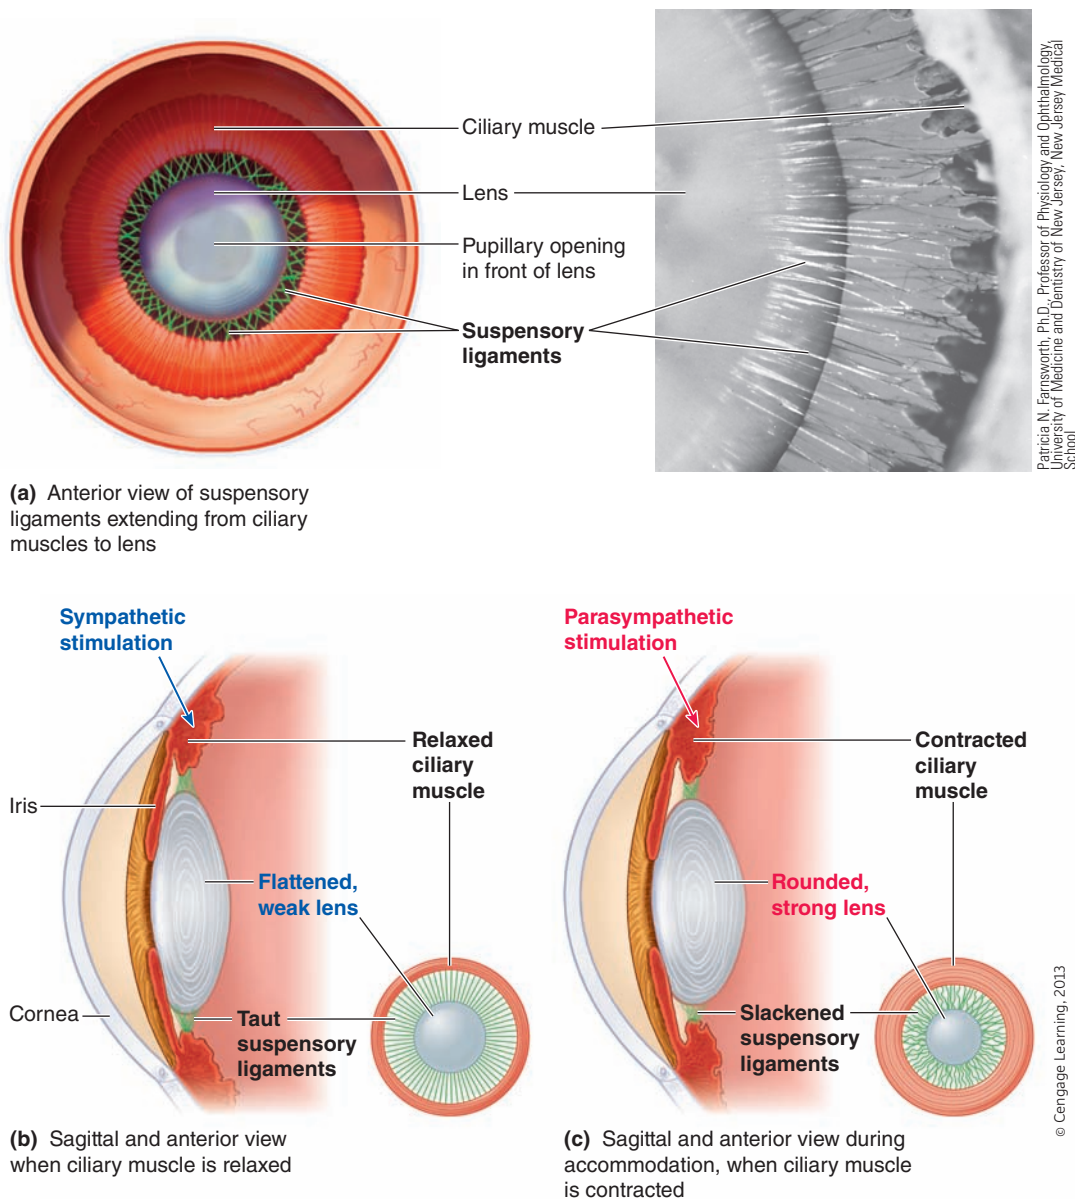 Ciliary muscle
Lens
Pupillary opening
in front of lens
Suspensory
ligaments
Patricia N. Farnsworth, Ph.D., Professor of Physiology and Ophthalmology,
University of Medicine and Dentistry of New Jersey, New Jersey Medical
School
(a) Anterior view of suspensory
ligaments extending from ciliary
muscles to lens
Sympathetic
stimulation
Relaxed
ciliary
muscle
Iris
Flattened,
weak lens
Cornea
Taut
suspensory
ligaments
(b) Sagittal and anterior view
when ciliary muscle is relaxed
Parasympathetic
stimulation
Contracted
ciliary
muscle
Rounded,
strong lens
Slackened
suspensory
ligaments
(c) Sagittal and anterior view during
accommodation, when ciliary muscle
is contracted
© Cengage Learning, 2013